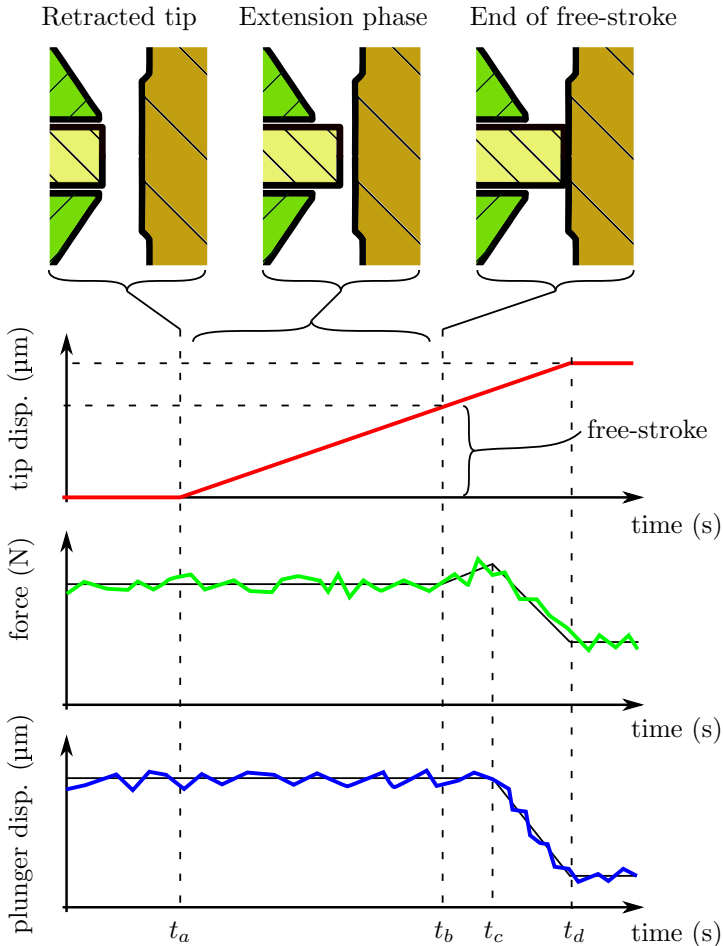 Retracted tip
Extension phase
End of free-stroke
tip disp. (µm)
free-stroke
time (s)
force (N)
time (s)
plunger disp. (µm)
time (s)
t_a
t_b
t_c
t_d